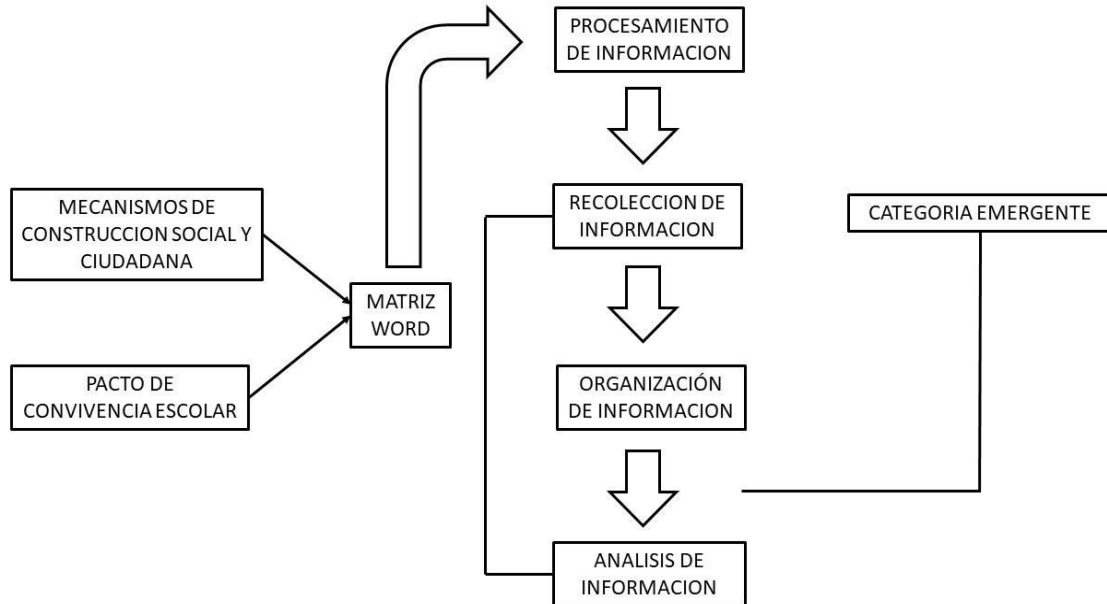 PROCESAMIENTO
DE INFORMACION
MECANISMOS DE
CONSTRUCCION SOCIAL Y
CIUDADANA
RECOLECCION DE
INFORMACION
CATEGORIA EMERGENTE
MATRIZ
WORD
PACTO DE
CONVIVENCIA ESCOLAR
ORGANIZACIÓN
DE INFORMACION
ANALISIS DE
INFORMACION